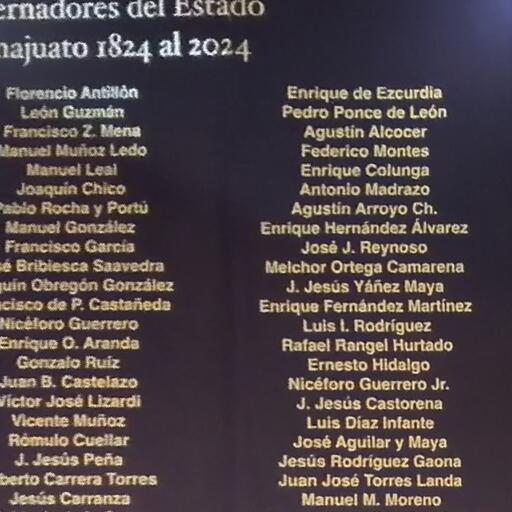 ernadores del Estado
najuato 1824 al 2024
Florencio Antillón
León Guzmán
Francisco Z. Mena
Manuel Muñoz Ledo
Manuel Leal
Joaquín Chico
Pablo Rocha y Portú
Manuel González
Francisco García
sé Bribiesca Saavedra
quín Obregón González
cisco de P. Castañeda
Nicéforo Guerrero
Enrique O. Aranda
Gonzalo Ruíz
Juan B. Castelazo
Víctor José Lizardi
Vicente Muñoz
Rómulo Cuellar
J. Jesús Peña
berto Carrera Torres
Jesús Carranza
Enrique de Ezcurdia
Pedro Ponce de León
Agustín Alcocer
Federico Montes
Enrique Colunga
Antonio Madrazo
Agustín Arroyo Ch.
Enrique Hernández Álvarez
José J. Reynoso
Melchor Ortega Camarena
J. Jesús Yáñez Maya
Enrique Fernández Martínez
Luis I. Rodríguez
Rafael Rangel Hurtado
Ernesto Hidalgo
Nicéforo Guerrero Jr.
J. Jesús Castorena
Luis Díaz Infante
José Aguilar y Maya
Jesús Rodríguez Gaona
Juan José Torres Landa
Manuel M. Moreno